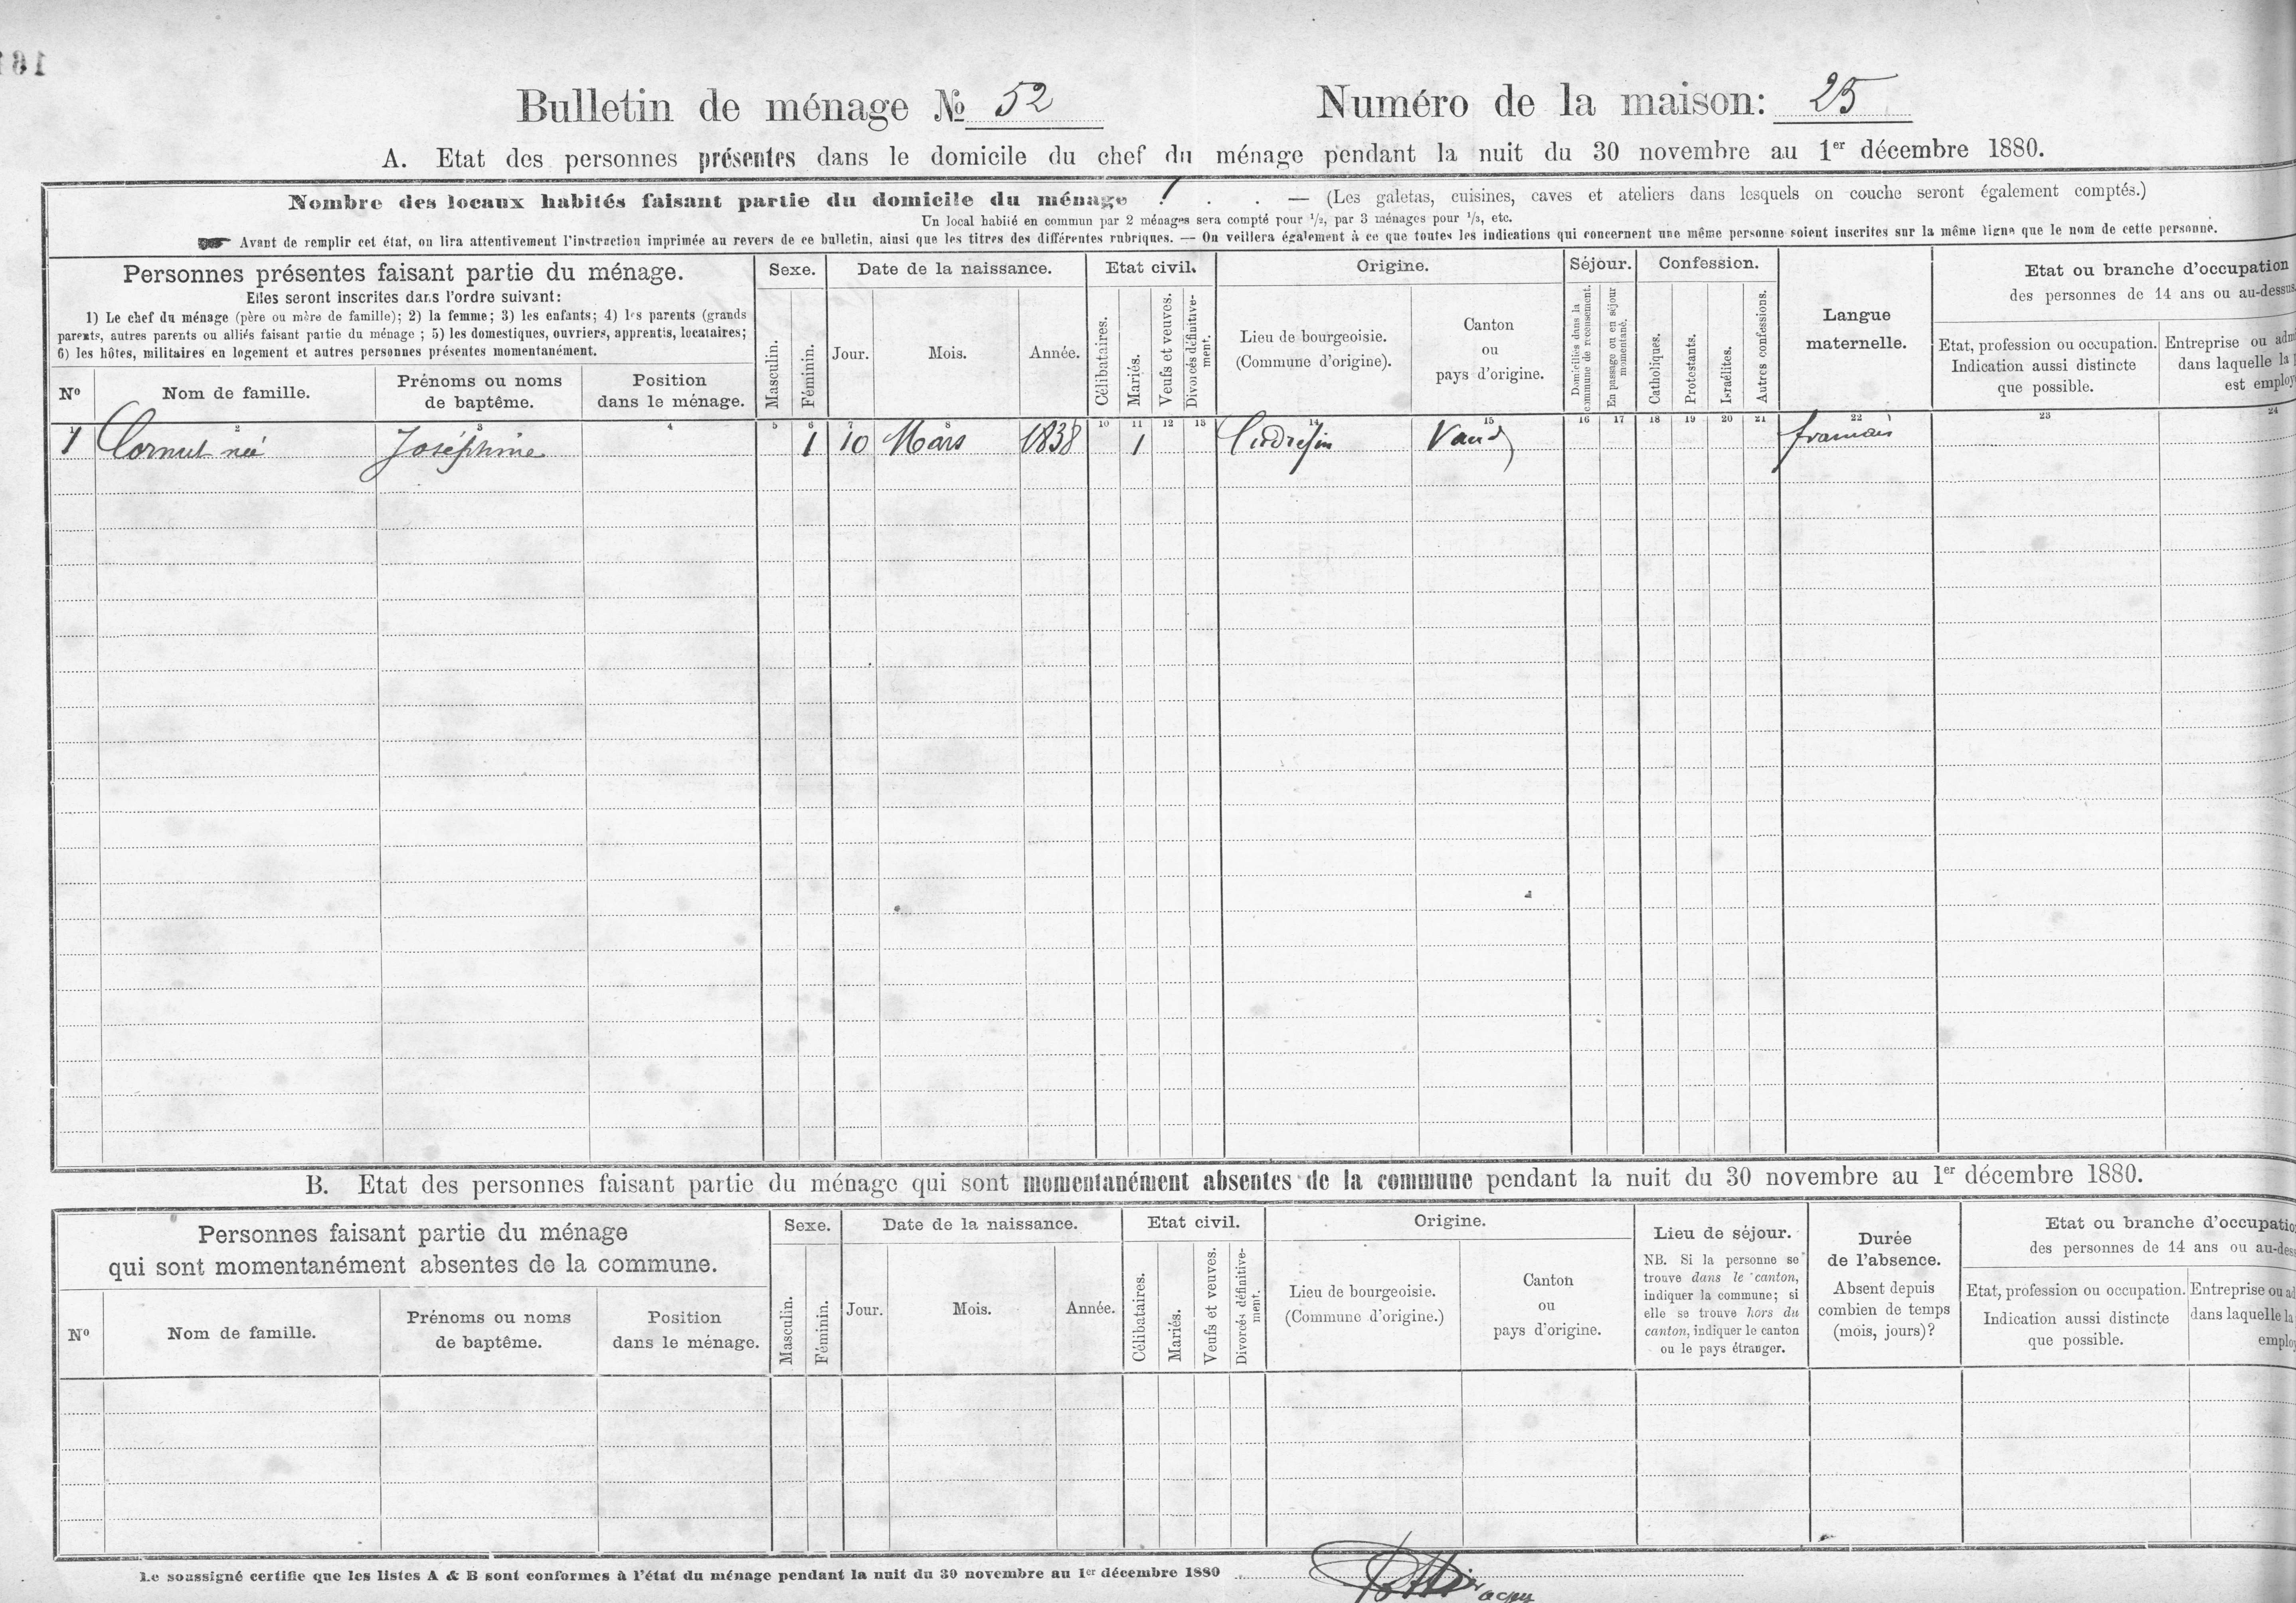 161
Bulletin de ménage № 52 Numéro de la maison: 25
A. Etat des personnes présentes dans le domicile du chef du ménage pendant la nuit du 30 novembre au 1er décembre 1880.
Nombre des locaux habités faisant partie du domicile du ménage 1 . . — (Les galetas, cuisines, caves et ateliers dans lesquels on couche seront également comptés.)
Un local habité en commun par 2 ménages sera compté pour 1/2, par 3 ménages pour 1/3, etc.
Avant de remplir cet état, on lira attentivement l'instruction imprimée au revers de ce bulletin, ainsi que les titres des différentes rubriques. — On veillera également à ce que toutes les indications qui concernent une même personne soient inscrites sur la même ligne que le nom de cette personne.
Personnes présentes faisant partie du ménage.
Elles seront inscrites dans l'ordre suivant:
1) Le chef du ménage (père ou mère de famille); 2) la femme; 3) les enfants; 4) les parents (grands
parents, autres parents ou alliés faisant partie du ménage ; 5) les domestiques, ouvriers, apprentis, locataires;
6) les hôtes, militaires en logement et autres personnes présentes momentanément.
No
Nom de famille.
Prénoms ou noms
de baptême.
Position
dans le ménage.
Sexe.
Masculin.
Féminin.
Date de la naissance.
Jour.
Mois.
Année.
Etat civil.
Célibataires.
Mariés.
Veufs et veuves.
Divorcés définitive-
ment.
Origine.
Lieu de bourgeoisie.
(Commune d'origine).
Canton
ou
pays d'origine.
Séjour.
Domiciliés dans la
commune de recensement.
En passage ou en séjour
momentané.
Confession.
Catholiques.
Protestants.
Israélites.
Autres confessions.
Langue
maternelle.
Etat ou branche d'occupation
des personnes de 14 ans ou au-dessus
Etat, profession ou occupation.
Indication aussi distincte
que possible.
Entreprise ou adm
dans laquelle la
est employ
1 2 3 4 5 6 7 8 10 11 12 13 14 15 16 17 18 19 20 21 22 23 24
1 Cornut née Joséphine 1 10 Mars 1838 1 Cudrefin Vaud francais
B. Etat des personnes faisant partie du ménage qui sont momentanément absentes de la commune pendant la nuit du 30 novembre au 1er décembre 1880.
Personnes faisant partie du ménage
qui sont momentanément absentes de la commune.
No
Nom de famille.
Prénoms ou noms
de baptême.
Position
dans le ménage.
Sexe.
Masculin.
Féminin.
Date de la naissance.
Jour.
Mois.
Année.
Etat civil.
Célibataires.
Mariés.
Veufs et veuves.
Divorcés définitive-
ment.
Origine.
Lieu de bourgeoisie.
(Commune d'origine.)
Canton
ou
pays d'origine.
Lieu de séjour.
NB. Si la personne se
trouve dans le canton,
indiquer la commune; si
elle se trouve hors du
canton, indiquer le canton
ou le pays étranger.
Durée
de l'absence.
Absent depuis
combien de temps
(mois, jours)?
Etat ou branche d'occupatio
des personnes de 14 ans ou au-dess
Etat, profession ou occupation.
Indication aussi distincte
que possible.
Entreprise ou ad
dans laquelle la
emplo
Le soussigné certifie que les listes A & B sont conformes à l'état du ménage pendant la nuit du 30 novembre au 1er décembre 1880